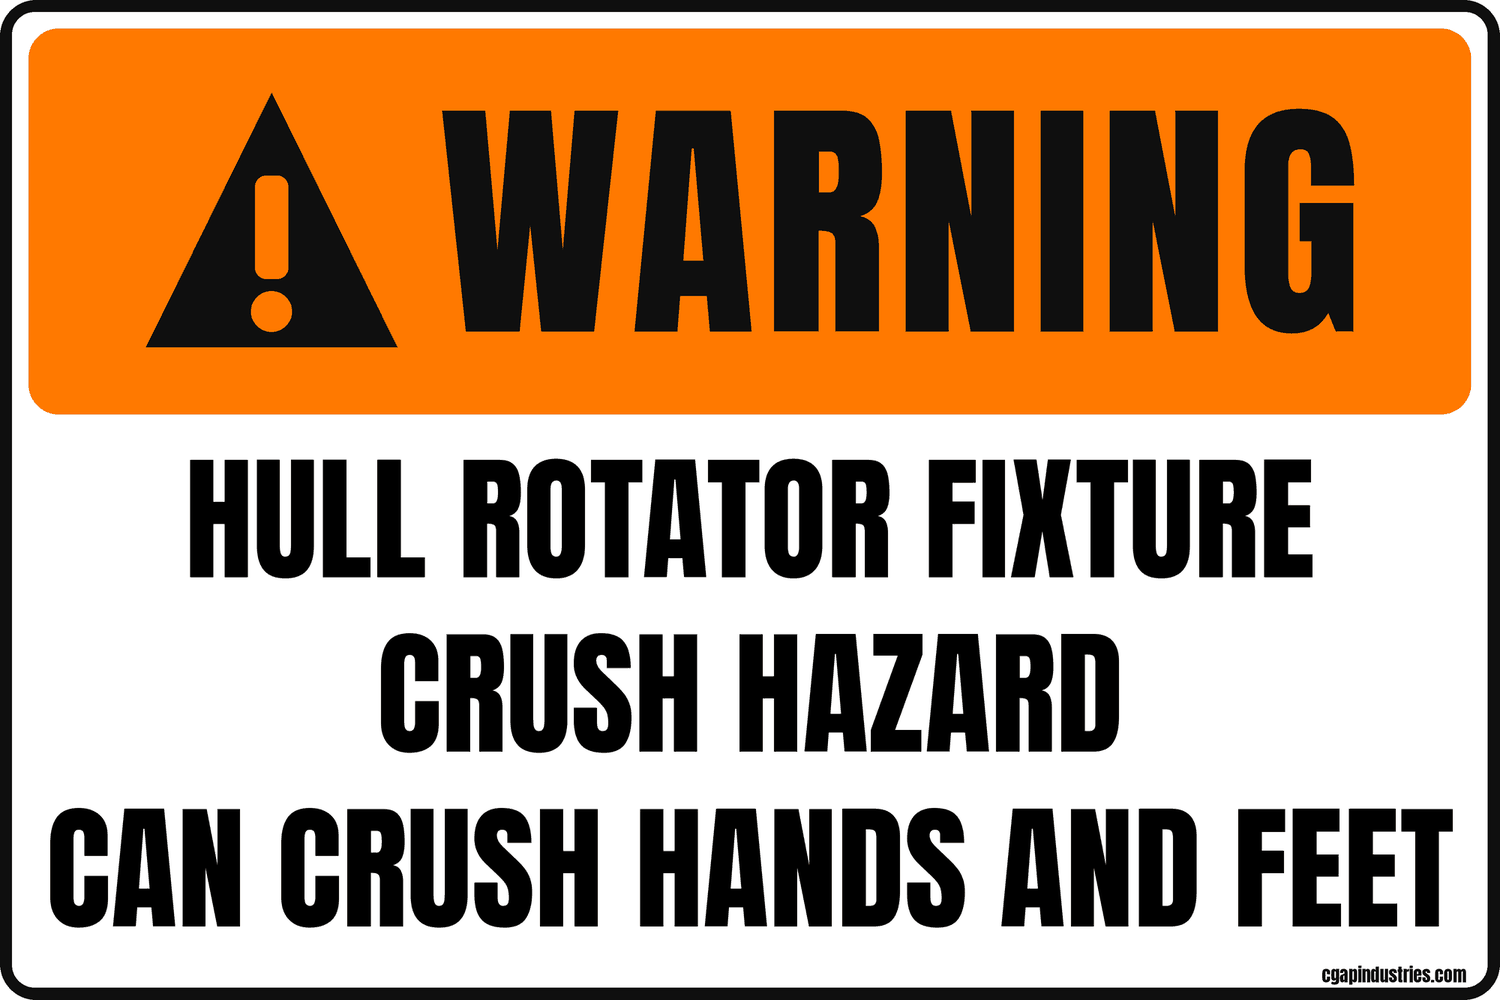 WARNING
HULL ROTATOR FIXTURE
CRUSH HAZARD
CAN CRUSH HANDS AND FEET
cgapindustries.com